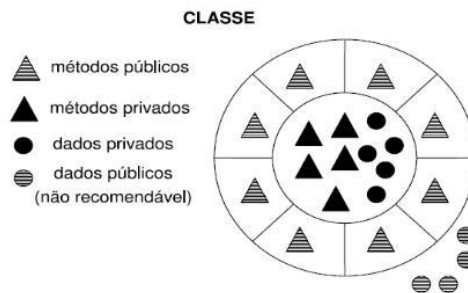 CLASSE
métodos públicos
métodos privados
dados privados
dados públicos
(não recomendável)